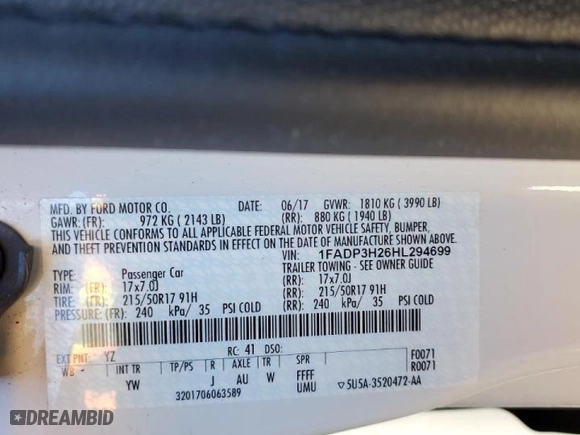 MFD. BY FORD MOTOR CO. DATE: 06/17 GVWR: 1810 KG ( 3990 LB)
GAWR: (FR): 972 KG ( 2143 LB) (RR): 880 KG ( 1940 LB)
THIS VEHICLE CONFORMS TO ALL APPLICABLE FEDERAL MOTOR VEHICLE SAFETY, BUMPER,
AND THEFT PREVENTION STANDARDS IN EFFECT ON THE DATE OF MANUFACTURE SHOWN ABOVE.
VIN: 1FADP3H26HL294699
TYPE: Passenger Car TRAILER TOWING - SEE OWNER GUIDE
RIM: (FR) 17x7.0J (RR): 17x7.0J
TIRE: (FR) 215/50R17 91H (RR): 215/50R17 91H
PRESSURE: (FR) 240 kPa/ 35 PSI COLD (RR): 240 kPa/ 35 PSI COLD
EXT PNT: YZ RC: 41 DSO: F0071
WB INT TR TP/PS R AXLE TR SPR R0071
YW J AU W FFFF
UMU 5U5A-3520472-AA
3201706063589
DREAMBID